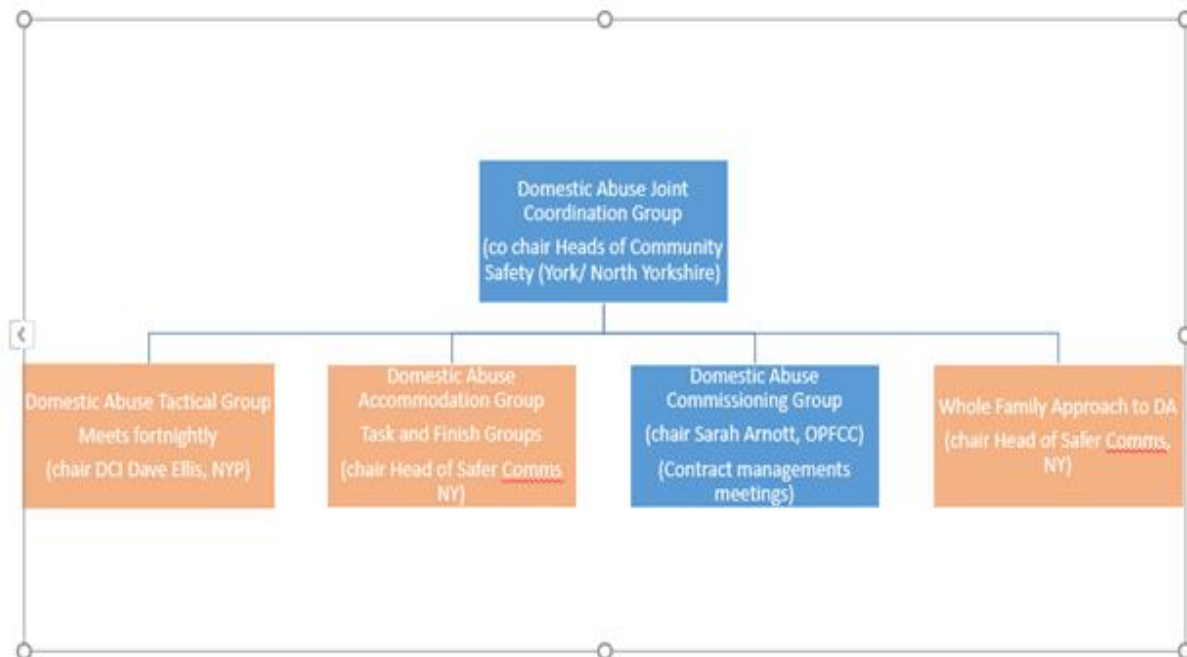 Domestic Abuse Joint
Coordination Group
(co chair Heads of Community
Safety (York/ North Yorkshire)
Domestic Abuse Tactical Group
Meets fortnightly
(chair DCI Dave Ellis, NYP)
Domestic Abuse
Accommodation Group
Task and Finish Groups
(chair Head of Safer Comms
NY)
Domestic Abuse
Commissioning Group
(chair Sarah Arnott, OPFCC)
(Contract managements
meetings)
Whole Family Approach to DA
(chair Head of Safer Comms,
NY)